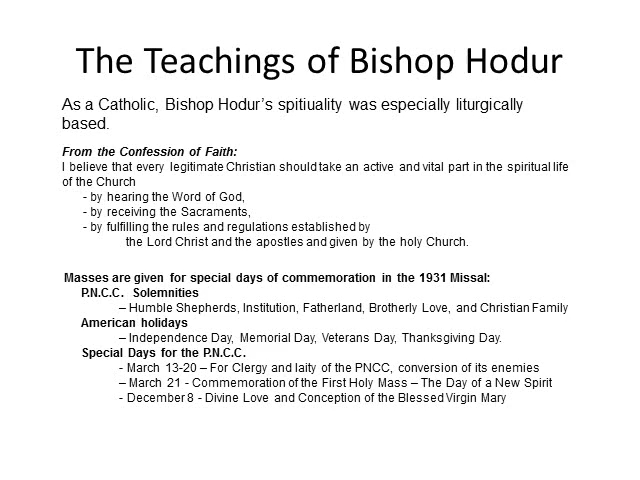 The Teachings of Bishop Hodur
As a Catholic, Bishop Hodur’s spitiuality was especially liturgically
based.
From the Confession of Faith:
I believe that every legitimate Christian should take an active and vital part in the spiritual life
of the Church
- by hearing the Word of God,
- by receiving the Sacraments,
- by fulfilling the rules and regulations established by
the Lord Christ and the apostles and given by the holy Church.
Masses are given for special days of commemoration in the 1931 Missal:
P.N.C.C. Solemnities
– Humble Shepherds, Institution, Fatherland, Brotherly Love, and Christian Family
American holidays
– Independence Day, Memorial Day, Veterans Day, Thanksgiving Day.
Special Days for the P.N.C.C.
- March 13-20 – For Clergy and laity of the PNCC, conversion of its enemies
– March 21 - Commemoration of the First Holy Mass – The Day of a New Spirit
- December 8 - Divine Love and Conception of the Blessed Virgin Mary